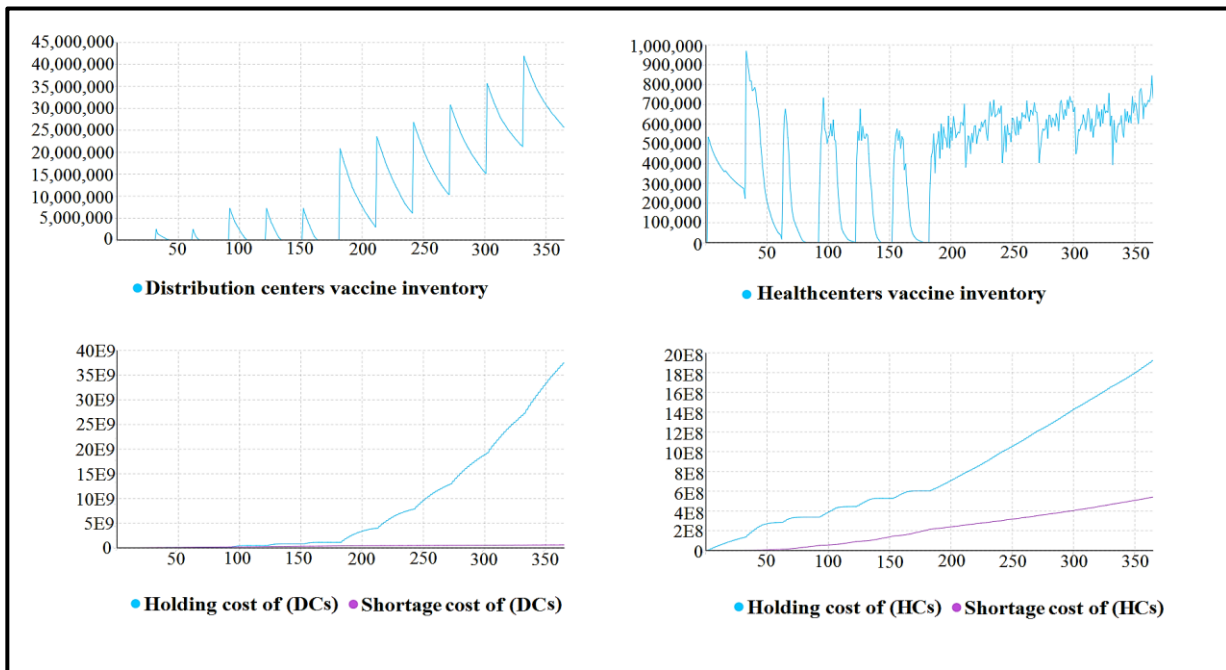 45,000,000
40,000,000
35,000,000
30,000,000
25,000,000
20,000,000
15,000,000
10,000,000
5,000,000
0
50 100 150 200 250 300 350
Distribution centers vaccine inventory
1,000,000
900,000
800,000
700,000
600,000
500,000
400,000
300,000
200,000
100,000
0
50 100 150 200 250 300 350
Healthcenters vaccine inventory
40E9
35E9
25E9
25E9
20E9
15E9
10E9
5E9
0
50 100 150 200 250 300 350
Holding cost of (DCs) Shortage cost of (DCs)
20E8
18E8
16E8
14E8
12E8
10E8
8E8
6E8
4E8
2E8
0
50 100 150 200 250 300 350
Holding cost of (HCs) Shortage cost of (HCs)